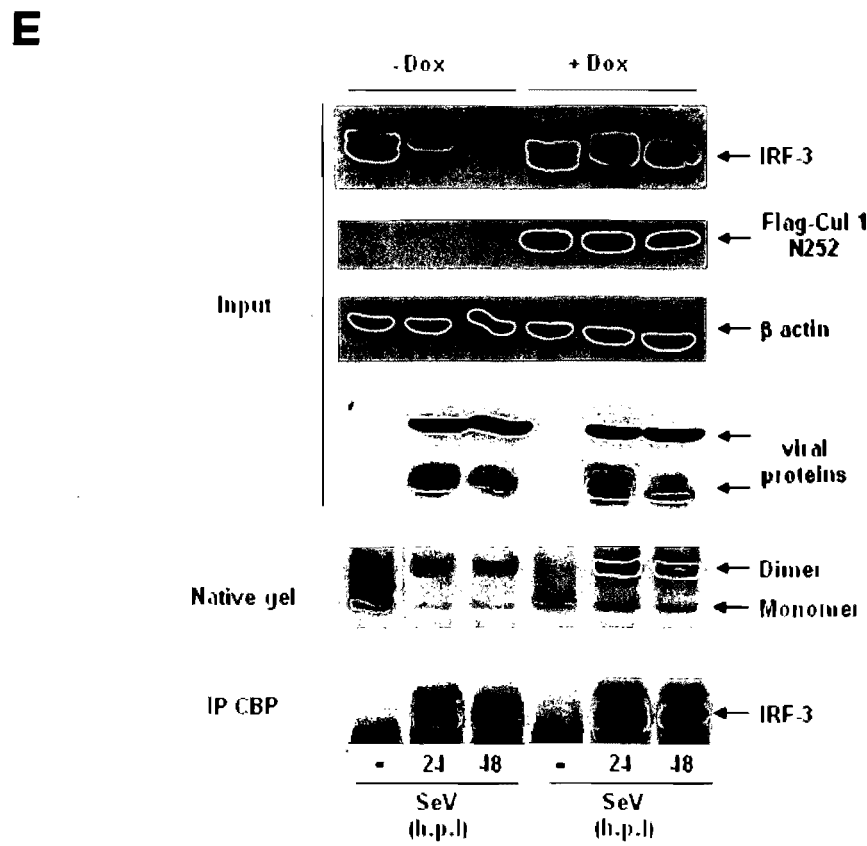 E
- Dox + Dox
IRF-3
Flag-Cul 1
N252
Input
β actin
viral
proteins
Native gel
Dimer
Monomer
IP CBP
IRF-3
- 24 48 - 24 48
SeV SeV
(h.p.I) (h.p.I)